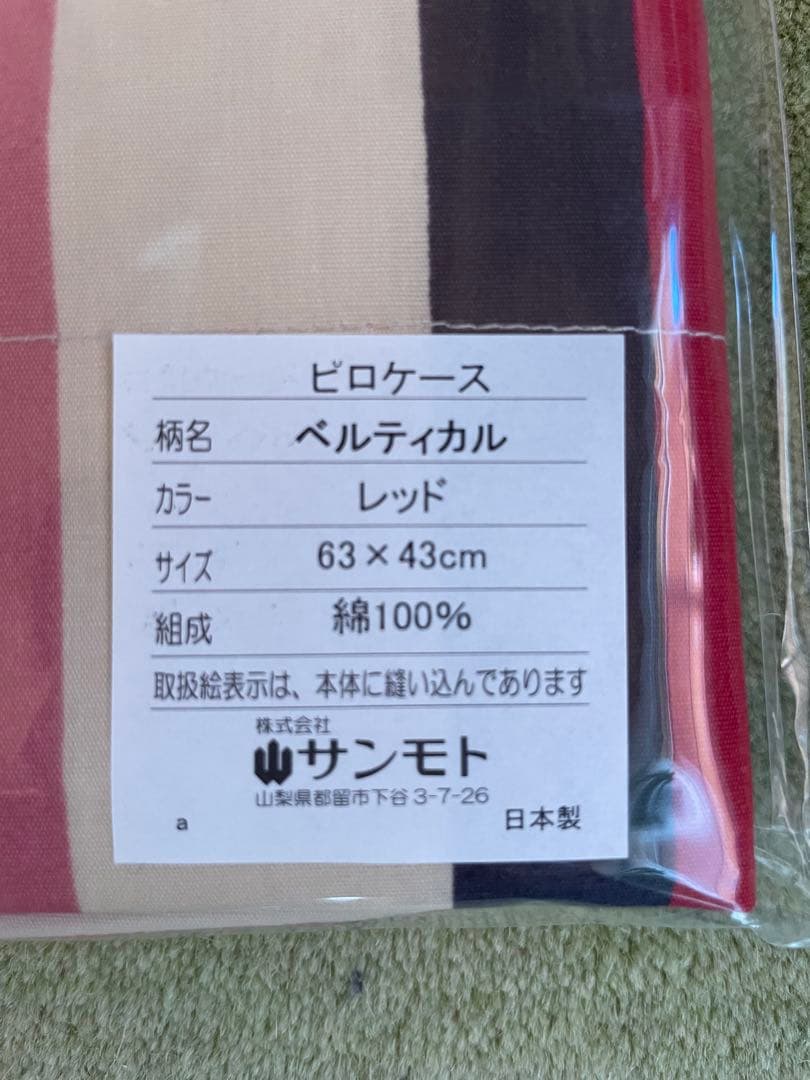 ピロケース
柄名 ベルティカル
カラー レッド
サイズ 63×43cm
組成 綿100%
取扱絵表示は、本体に縫い込んであります
株式会社
サンモト
山梨県都留市下谷3-7-26
a 日本製